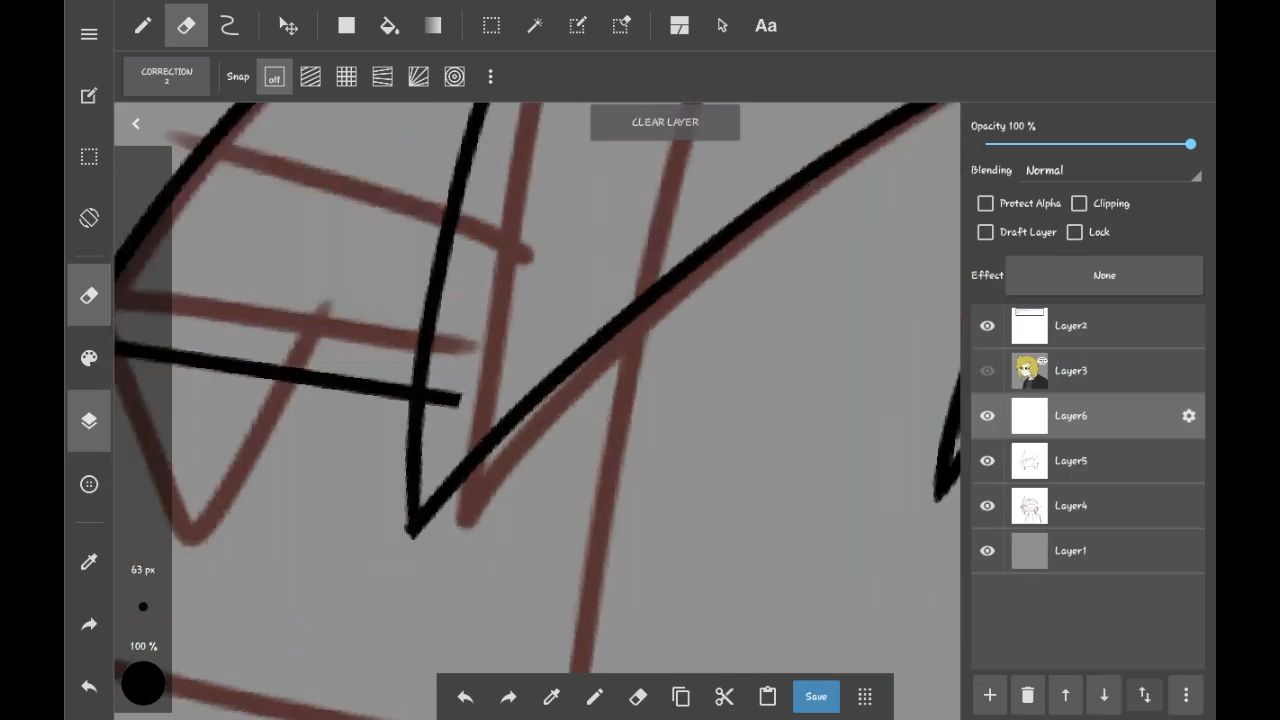 Aa
CORRECTION
2
Snap
off
CLEAR LAYER
Opacity 100 %
Blending
Normal
Protect Alpha
Clipping
Draft Layer
Lock
Effect
None
Layer2
Layer3
Layer6
Layer5
Layer4
Layer1
63 px
100 %
Save